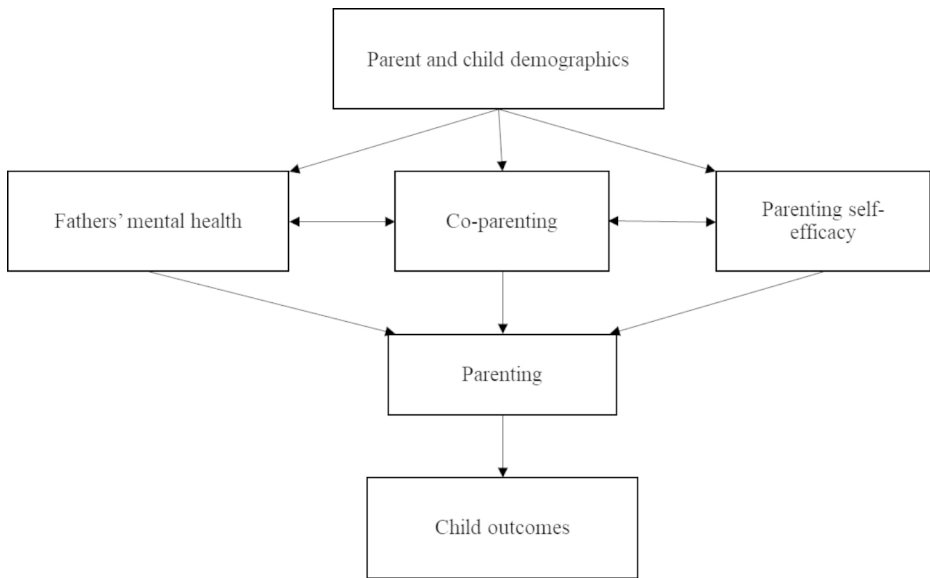 Parent and child demographics
Fathers’ mental health
Co-parenting
Parenting self-
efficacy
Parenting
Child outcomes